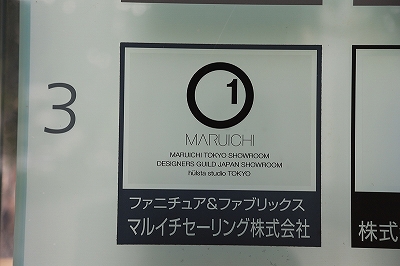 3
1
MARUICHI
MARUICHI TOKYO SHOWROOM
DESIGNERS GUILD JAPAN SHOWROOM
hülsta studio TOKYO
ファニチュア&ファブリックス
マルイチセーリング株式会社
株式